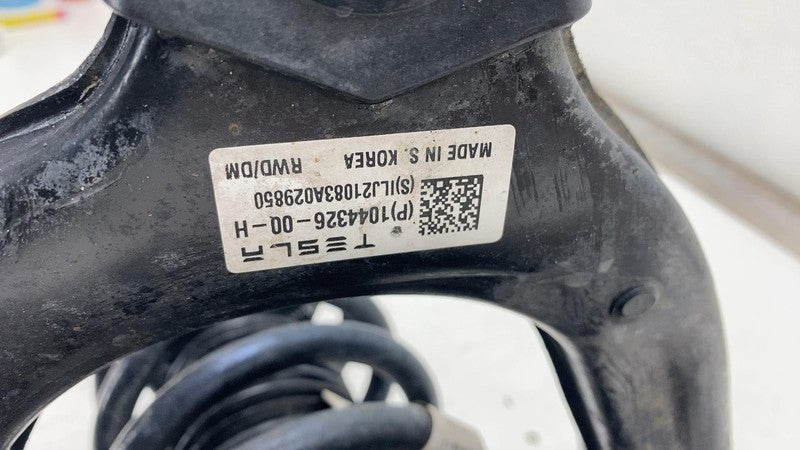 TESLA
(P)1044326-00-H
(S)ILJ21083A029850
RWD/DM MADE IN S. KOREA